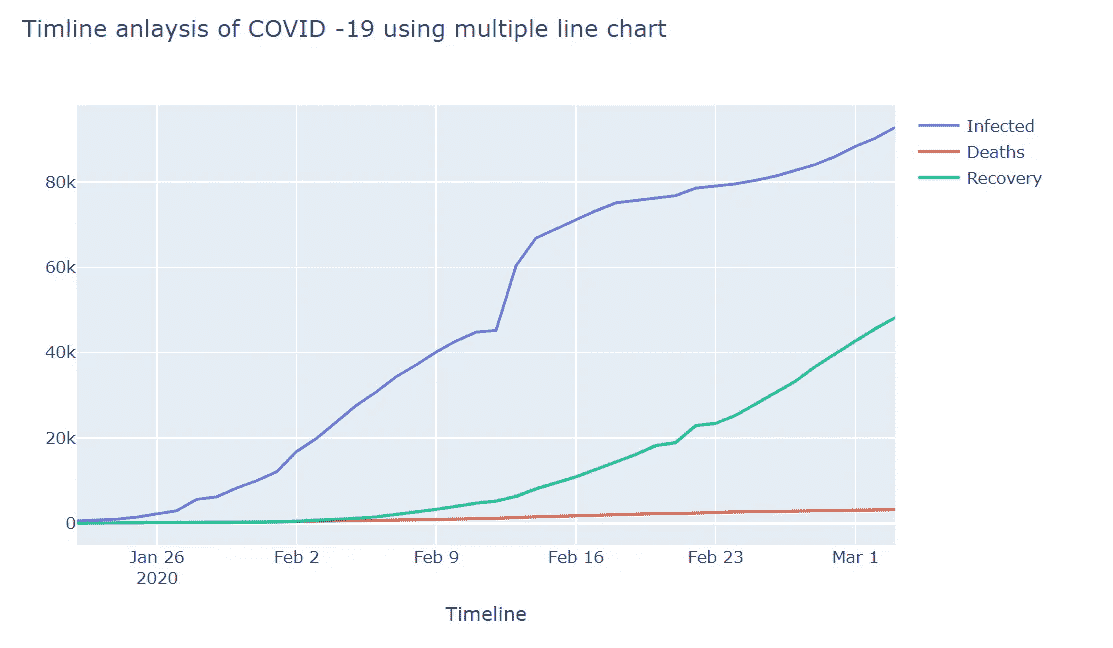 Timline anlaysis of COVID -19 using multiple line chart
Infected
Deaths
Recovery
80k
60k
40k
20k
0
Jan 26 Feb 2 Feb 9 Feb 16 Feb 23 Mar 1
2020
Timeline